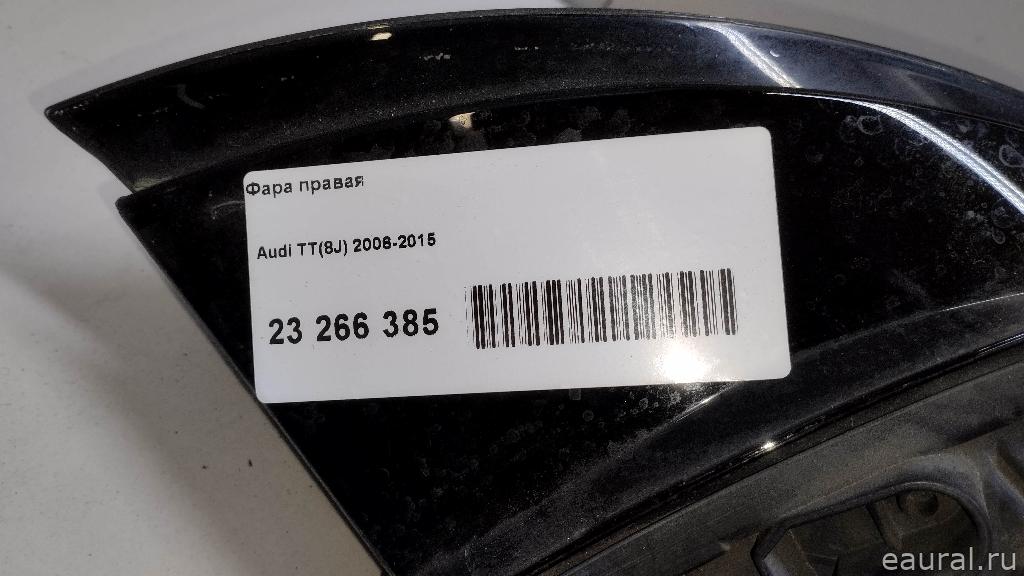 Фара правая
Audi TT(8J) 2006-2015
23 266 385
eaural.ru